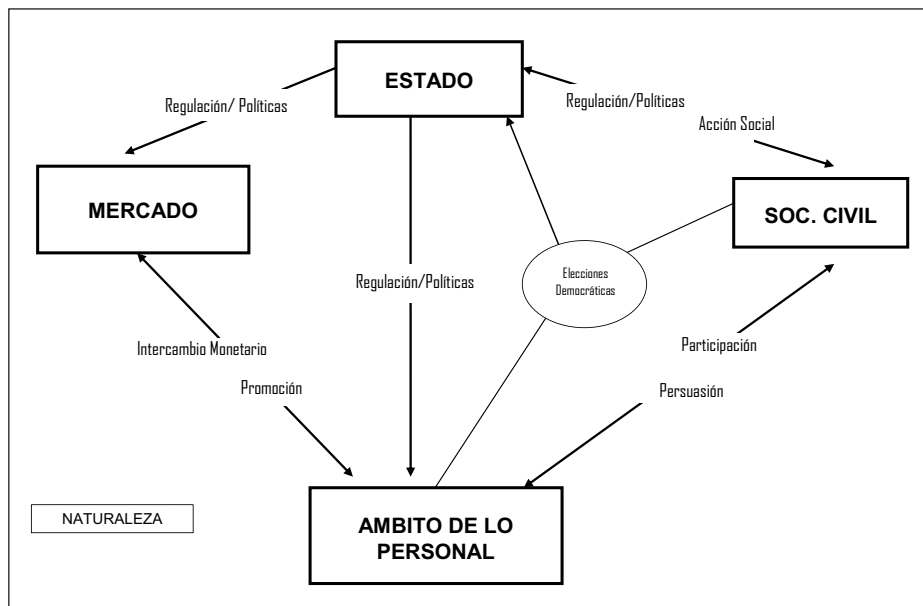 ESTADO
Regulación/ Políticas
Regulación/Políticas
Acción Social
MERCADO
SOC. CIVIL
Regulación/Políticas
Elecciones
Democráticas
Intercambio Monetario
Participación
Promoción
Persuasión
NATURALEZA
AMBITO DE LO
PERSONAL